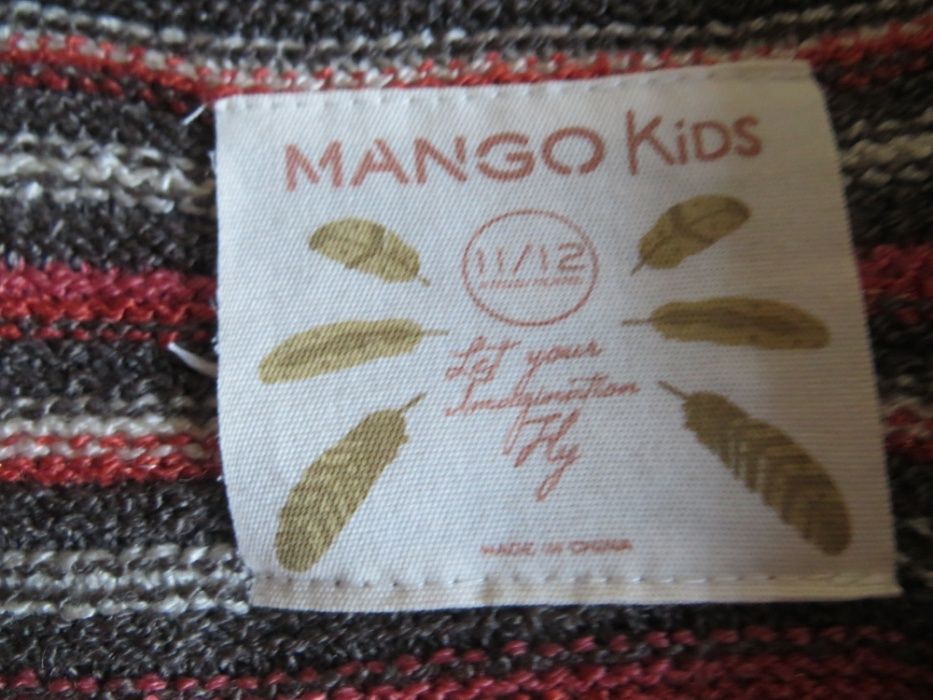 MANGO KiDS
11/12
Let your
Imagination
Fly
MADE IN CHINA